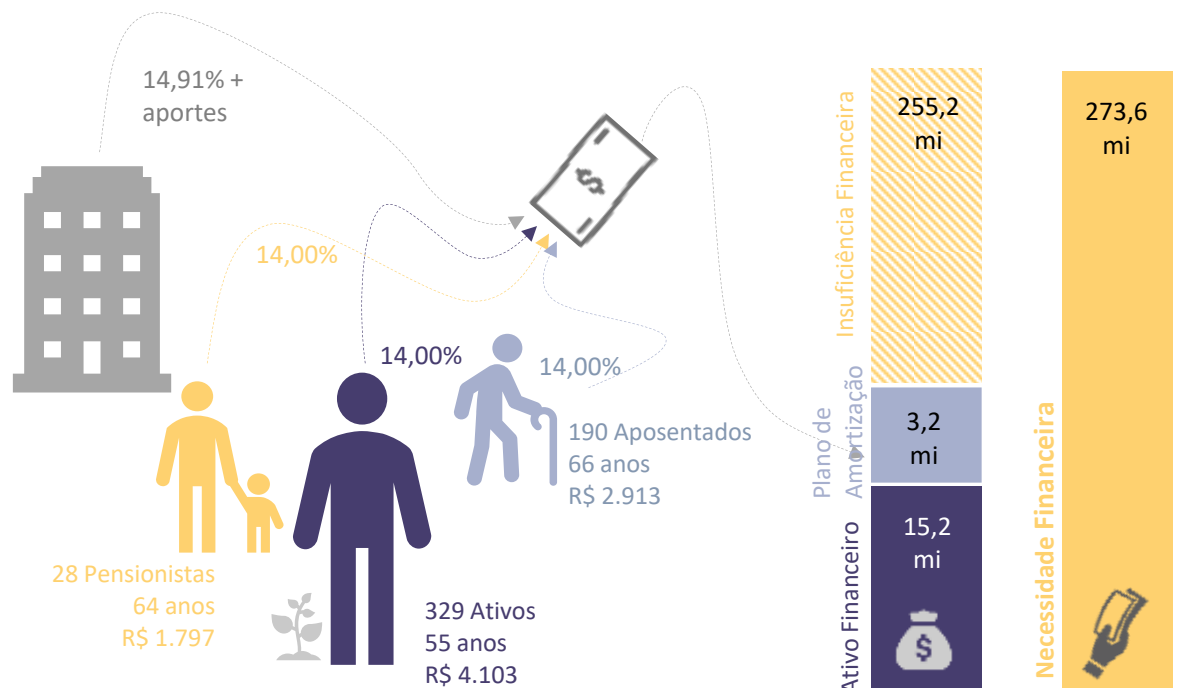 14,91% +
aportes
14,00%
14,00%
14,00%
190 Aposentados
66 anos
R$ 2.913
28 Pensionistas
64 anos
R$ 1.797
329 Ativos
55 anos
R$ 4.103
$
Insuficiência Financeira
255,2
mi
Plano de
Amortização
3,2
mi
Ativo Financeiro
15,2
mi
$
Necessidade Financeira
273,6
mi